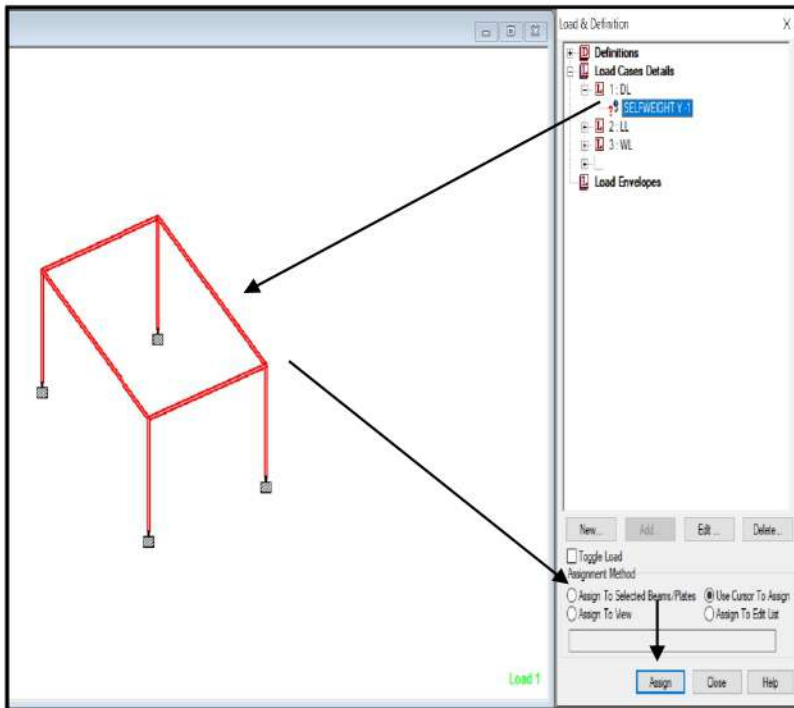 Load & Definition
Definitions
Load Cases Details
1 : DL
SELFWEIGHT Y -1
2 : LL
3 : WL
Load Envelopes
New... Add... Edit ... Delete...
Toggle Load
Assignment Method
Assign To Selected Beams/Plates Use Cursor To Assign
Assign To View Assign To Edit List
Assign Close Help
Load 1